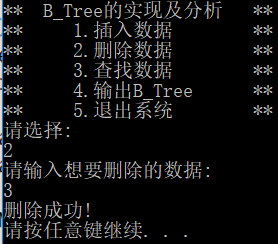 ** B_Tree的实现及分析 **
** 1.插入数据 **
** 2.删除数据 **
** 3.查找数据 **
** 4.输出B_Tree **
** 5.退出系统 **
请选择:
2
请输入想要删除的数据:
3
删除成功!
请按任意键继续. . .